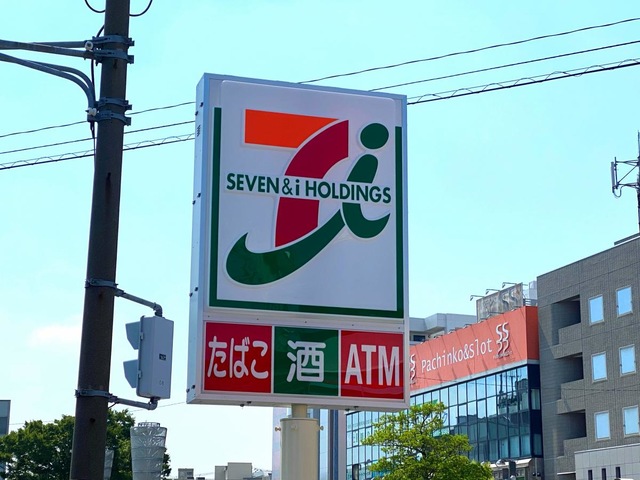 SEVEN&i HOLDINGS
たばこ
酒
ATM
Pachinko&Slot